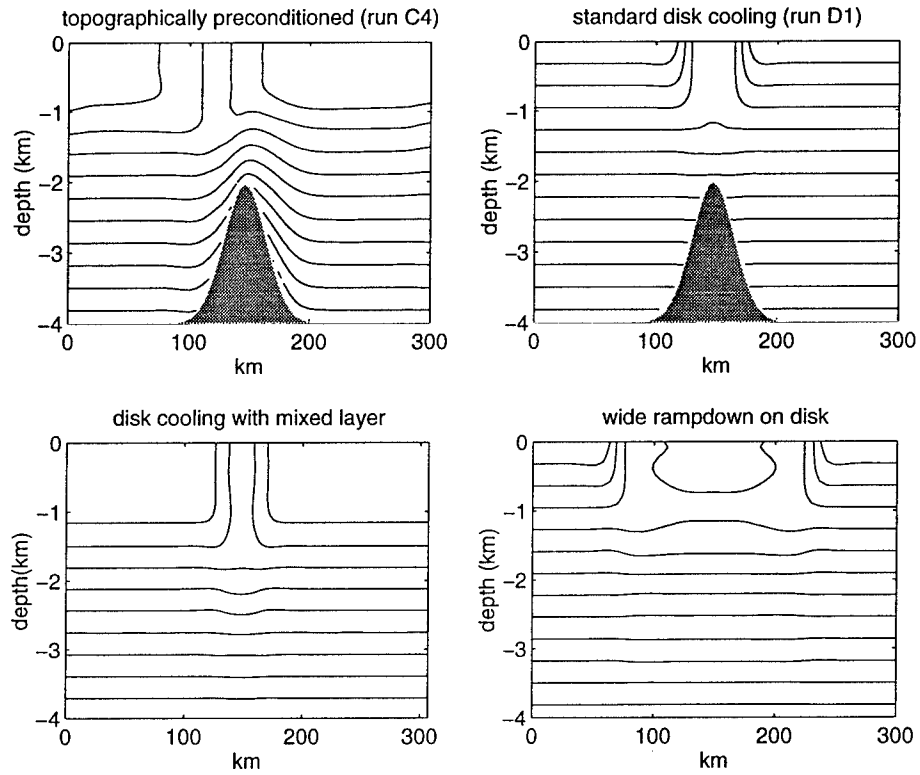 topographically preconditioned (run C4)
0
-1
-2
-3
-4
depth (km)
0 100 200 300
km
standard disk cooling (run D1)
0
-1
-2
-3
-4
depth (km)
0 100 200 300
km
disk cooling with mixed layer
0
-1
-2
-3
-4
depth(km)
0 100 200 300
km
wide rampdown on disk
0
-1
-2
-3
-4
depth (km)
0 100 200 300
km